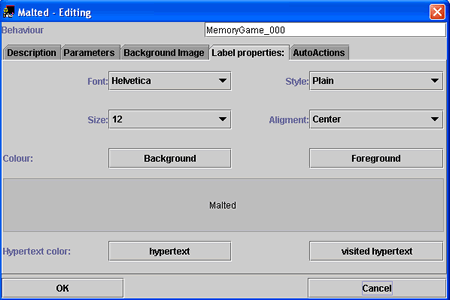 Malted - Editing
Behaviour MemoryGame_000
Description Parameters Background Image Label properties: AutoActions
Font: Helvetica Style: Plain
Size: 12 Aligment: Center
Colour: Background Foreground
Malted
Hypertext color: hypertext visited hypertext
OK Cancel